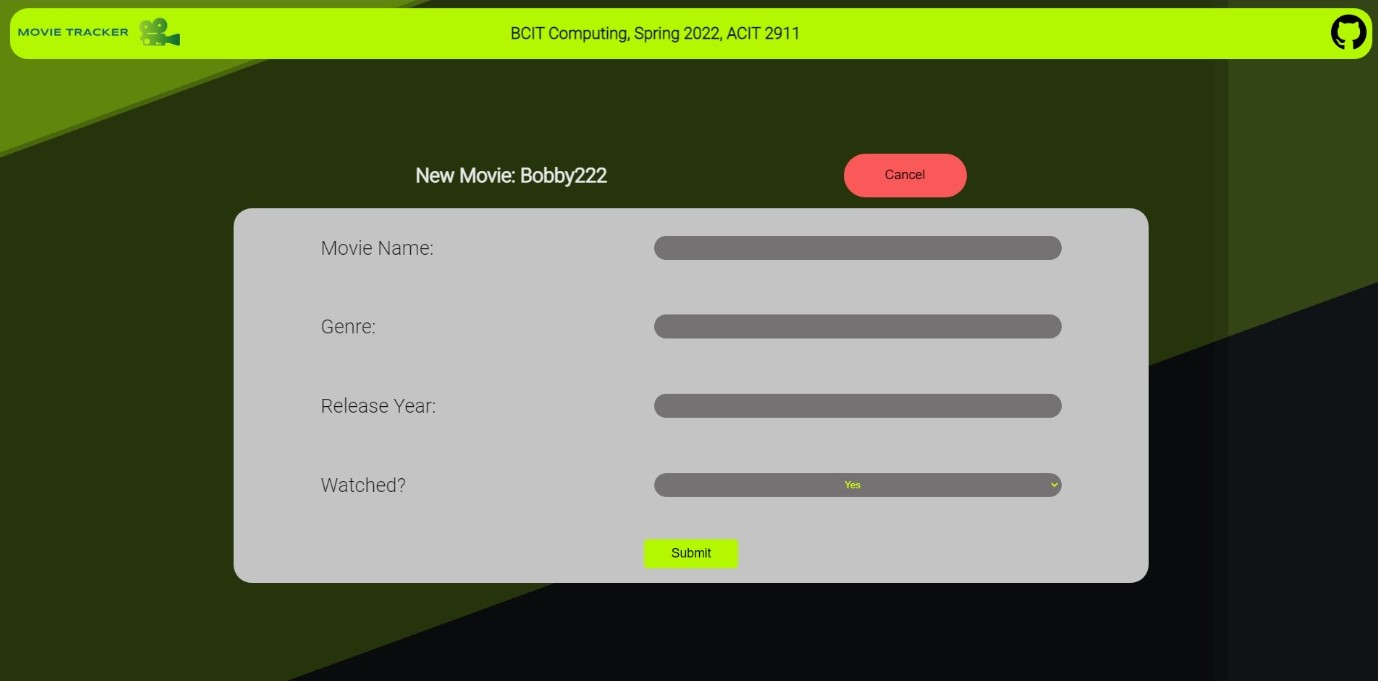 MOVIE TRACKER
BCIT Computing, Spring 2022, ACIT 2911
New Movie: Bobby222
Cancel
Movie Name:
Genre:
Release Year:
Watched?
Yes
Submit